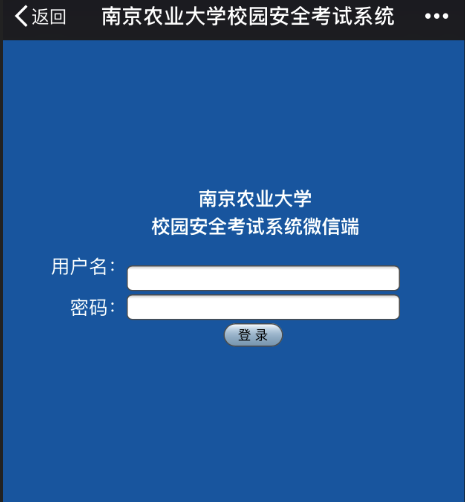 返回 南京农业大学校园安全考试系统 •••
南京农业大学
校园安全考试系统微信端
用户名：
密码：
登 录